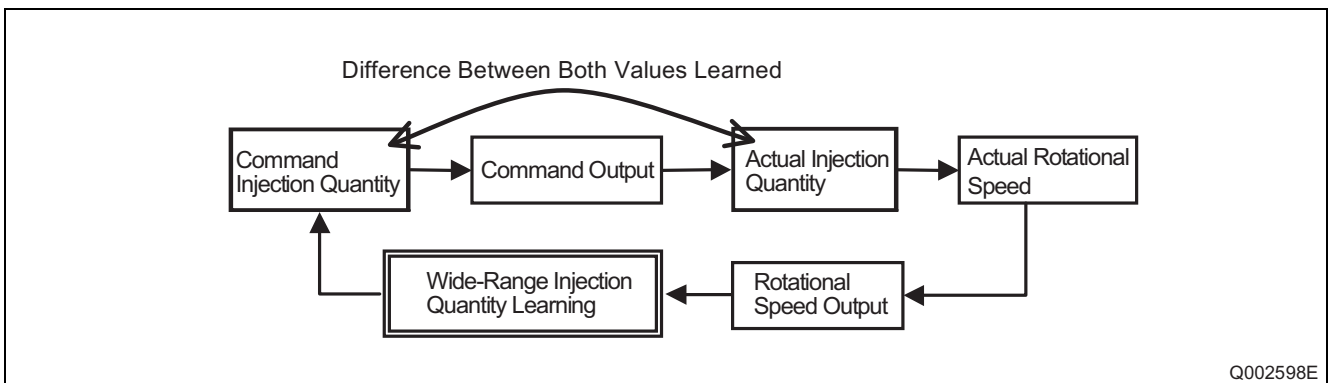 Difference Between Both Values Learned
Command
Injection Quantity
Command Output
Actual Injection
Quantity
Actual Rotational
Speed
Wide-Range Injection
Quantity Learning
Rotational
Speed Output
Q002598E